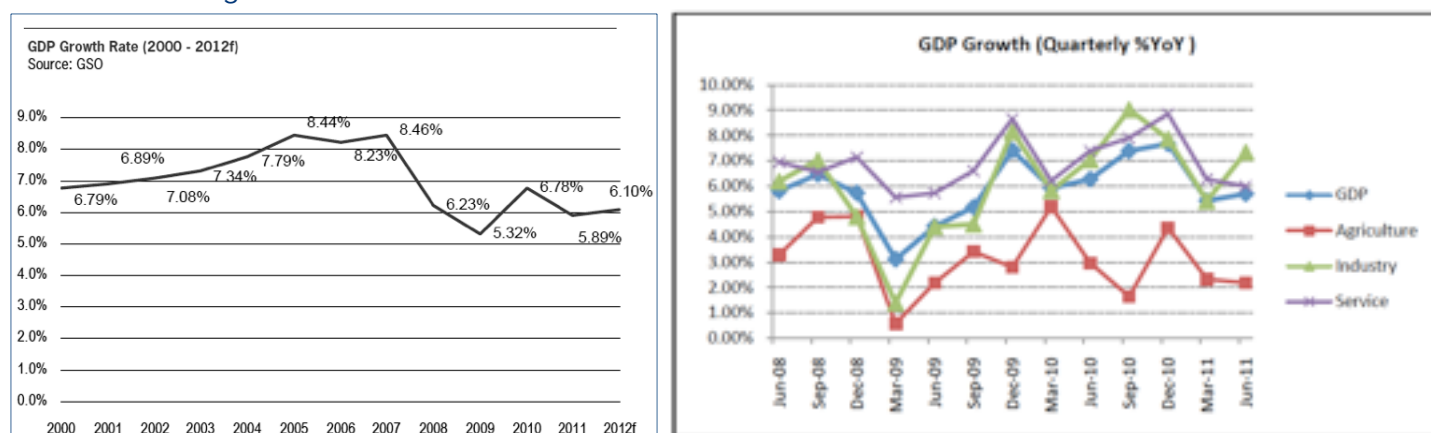 GDP Growth Rate (2000 - 2012f)
Source: GSO
9.0%
8.0%
7.0%
6.0%
5.0%
4.0%
3.0%
2.0%
1.0%
0.0%
6.79%
6.89%
7.08%
7.34%
7.79%
8.44%
8.23%
8.46%
6.23%
5.32%
6.78%
5.89%
6.10%
2000 2001 2002 2003 2004 2005 2006 2007 2008 2009 2010 2011 2012f
GDP Growth (Quarterly %YoY )
10.00%
9.00%
8.00%
7.00%
6.00%
5.00%
4.00%
3.00%
2.00%
1.00%
0.00%
Jun-08
Sep-08
Dec-08
Mar-09
Jun-09
Sep-09
Dec-09
Mar-10
Jun-10
Sep-10
Dec-10
Mar-11
Jun-11
GDP
Agriculture
Industry
Service